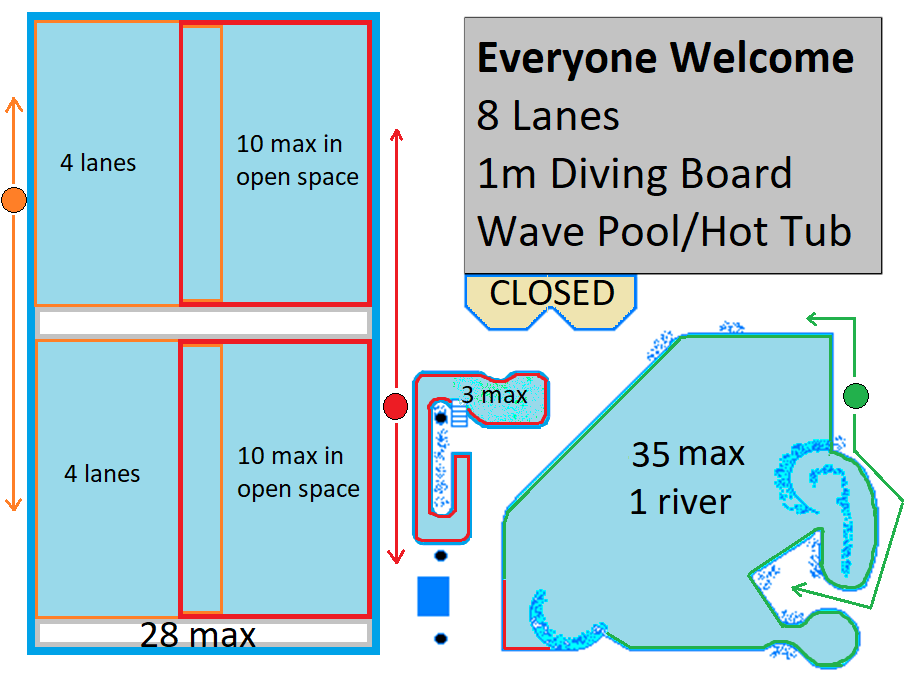 Everyone Welcome
8 Lanes
1m Diving Board
Wave Pool/Hot Tub
CLOSED
4 lanes
10 max in
open space
3 max
35 max
1 river
4 lanes
10 max in
open space
28 max